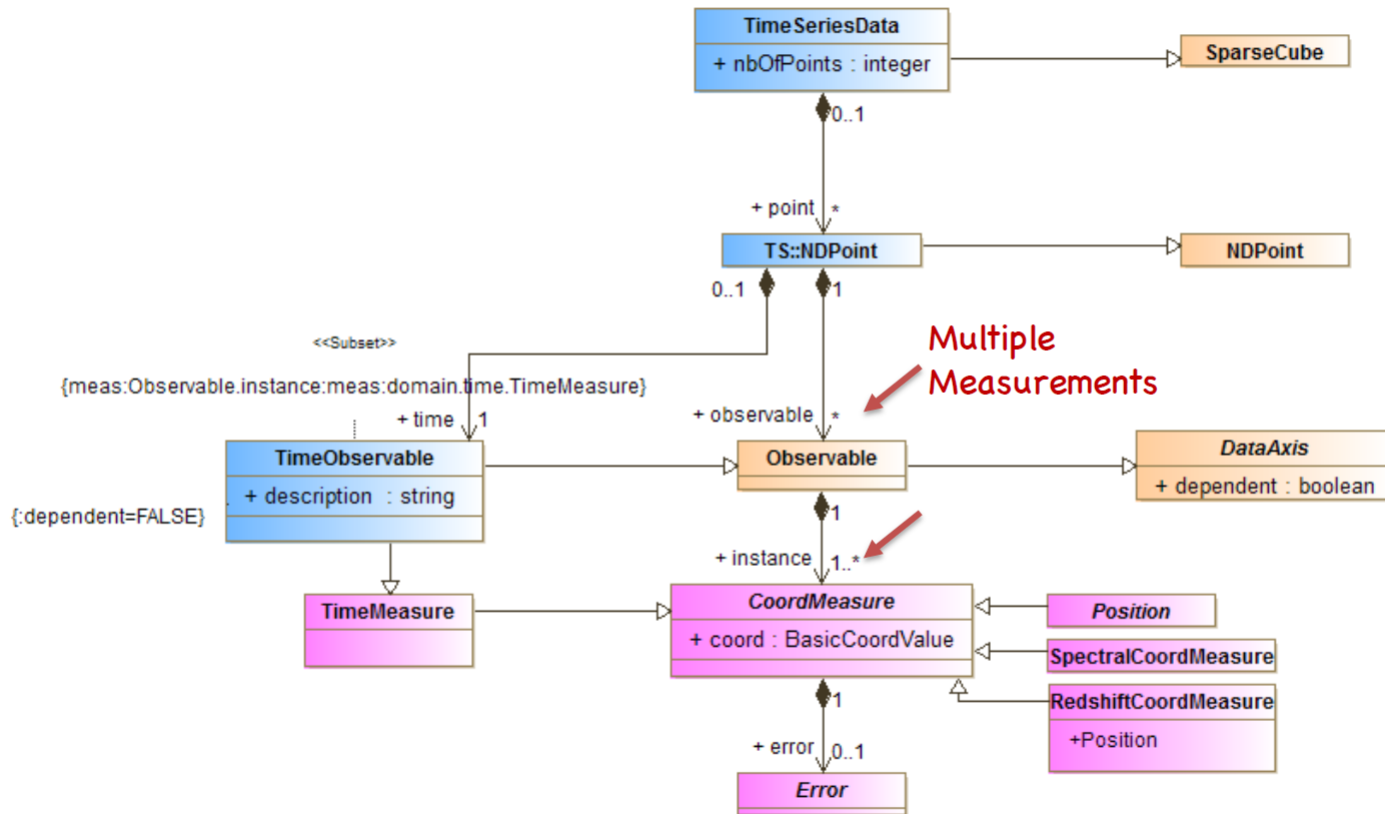 TimeSeriesData
+ nbOfPoints : integer
SparseCube
0..1
+ point
*
TS::NDPoint
NDPoint
0..1
1
<<Subset>>
Multiple
Measurements
{meas:Observable.instance:meas:domain.time.TimeMeasure}
+ time
1
+ observable
*
TimeObservable
+ description : string
Observable
DataAxis
+ dependent : boolean
{:dependent=FALSE}
1
+ instance
1..*
TimeMeasure
CoordMeasure
+ coord : BasicCoordValue
Position
SpectralCoordMeasure
RedshiftCoordMeasure
+Position
1
+ error
0..1
Error